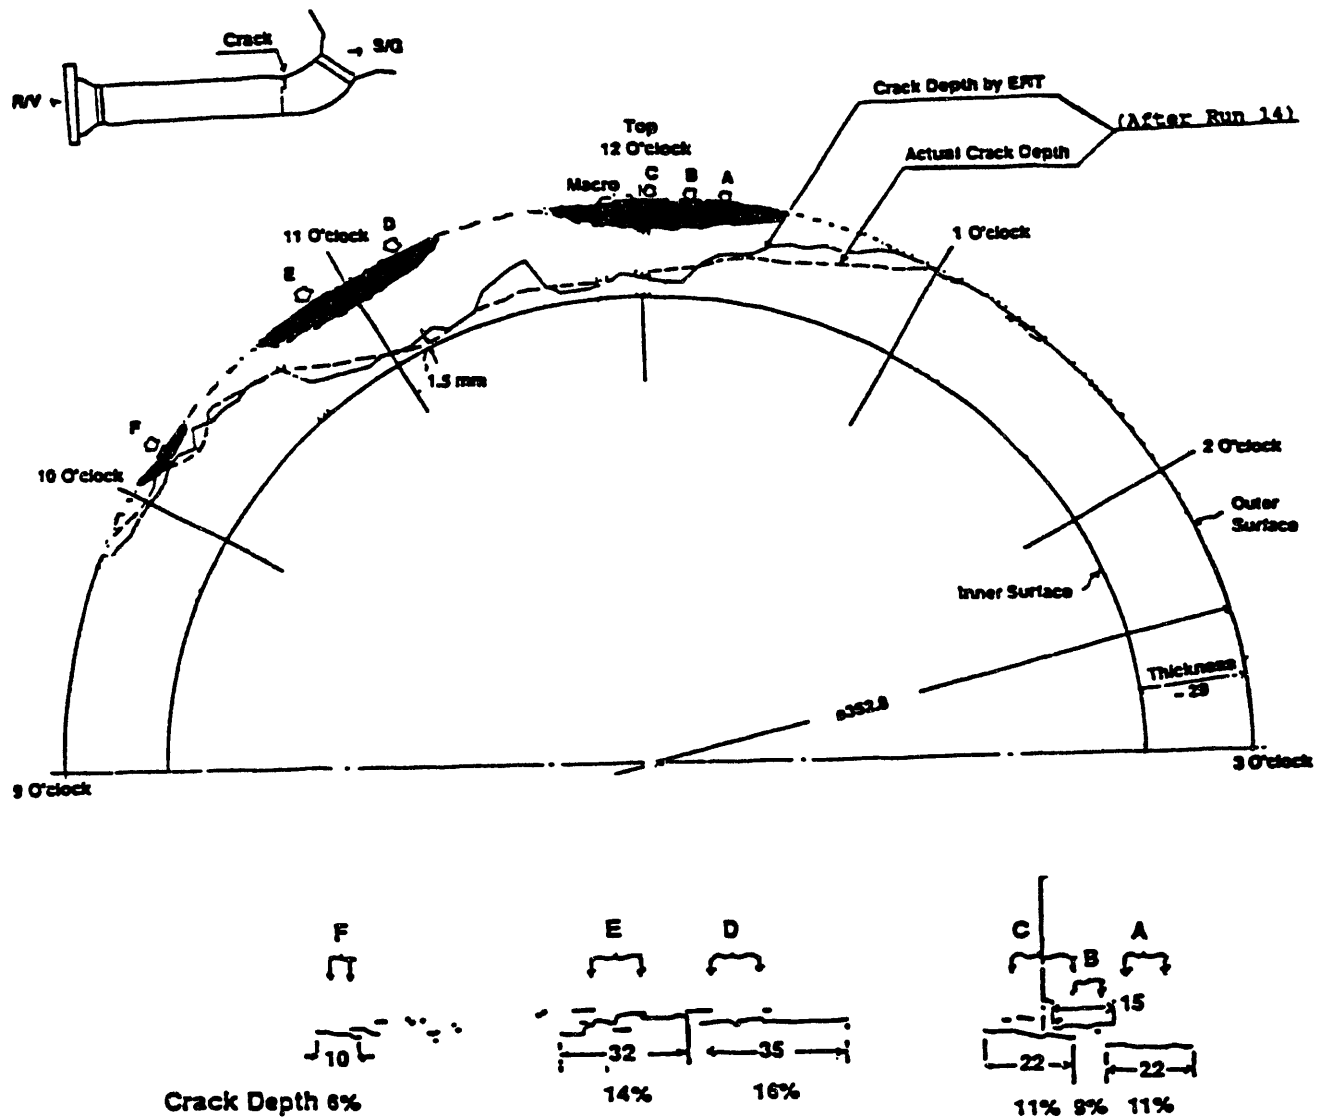 Crack
S/G
R/V
Crack Depth by ERT
(After Run 14)
Actual Crack Depth
Top
12 O'clock
Macro
C
B
A
11 O'clock
D
E
1 O'clock
1.5 mm
F
10 O'clock
2 O'clock
Outer
Surface
Inner Surface
Thickness
~ 29
9 O'clock
3 O'clock
F
E
D
C
B
A
15
10
32
35
22
22
14%
16%
Crack Depth 6%
11% 9% 11%